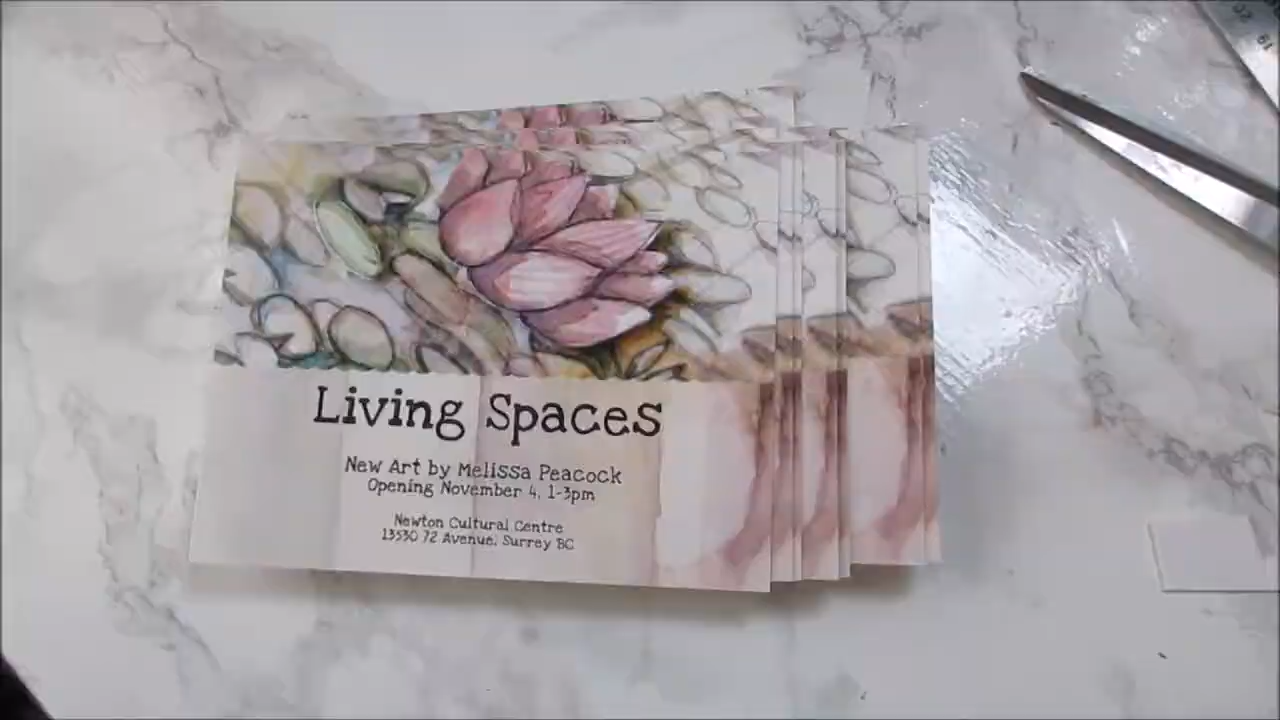 Living Spaces
New Art by Melissa Peacock
Opening November 4, 1-3pm
Newton Cultural Centre
13530 72 Avenue, Surrey BC